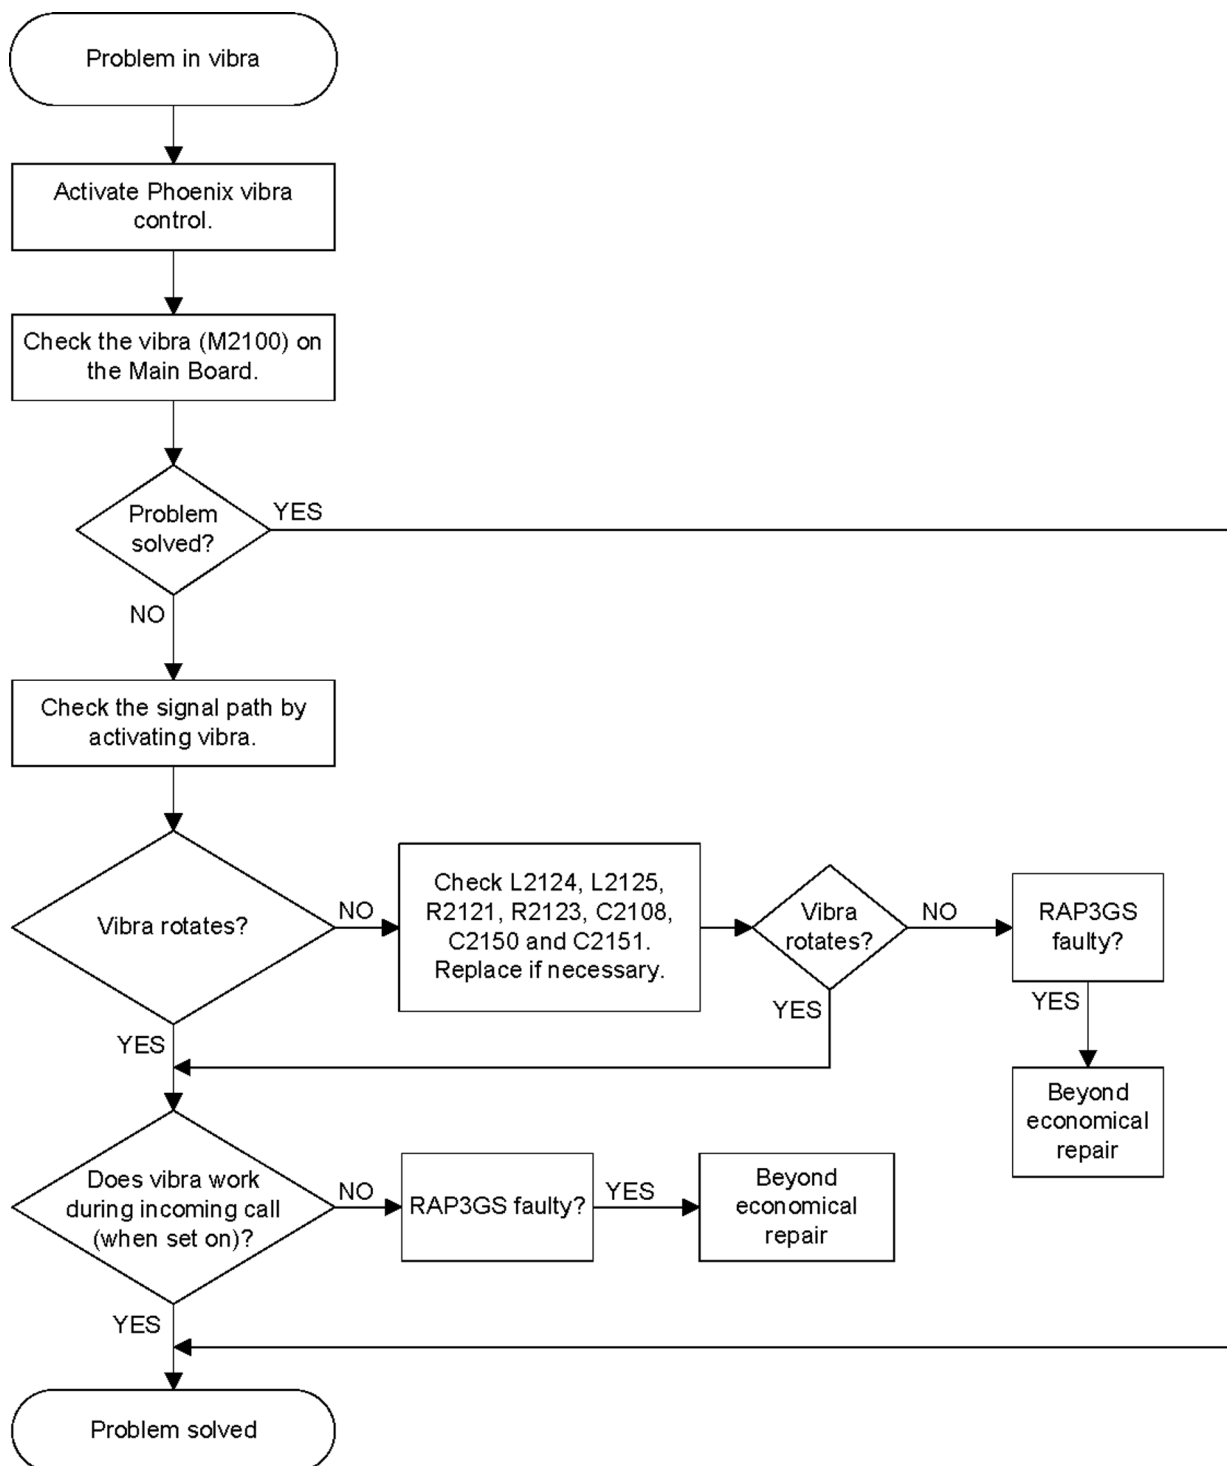 Problem in vibra
Activate Phoenix vibra
control.
Check the vibra (M2100) on
the Main Board.
Problem
solved?
YES
NO
Check the signal path by
activating vibra.
Vibra rotates?
NO
Check L2124, L2125,
R2121, R2123, C2108,
C2150 and C2151.
Replace if necessary.
Vibra
rotates?
NO
RAP3GS
faulty?
YES
YES
YES
Beyond
economical
repair
Does vibra work
during incoming call
(when set on)?
NO
RAP3GS faulty?
YES
Beyond
economical
repair
YES
Problem solved